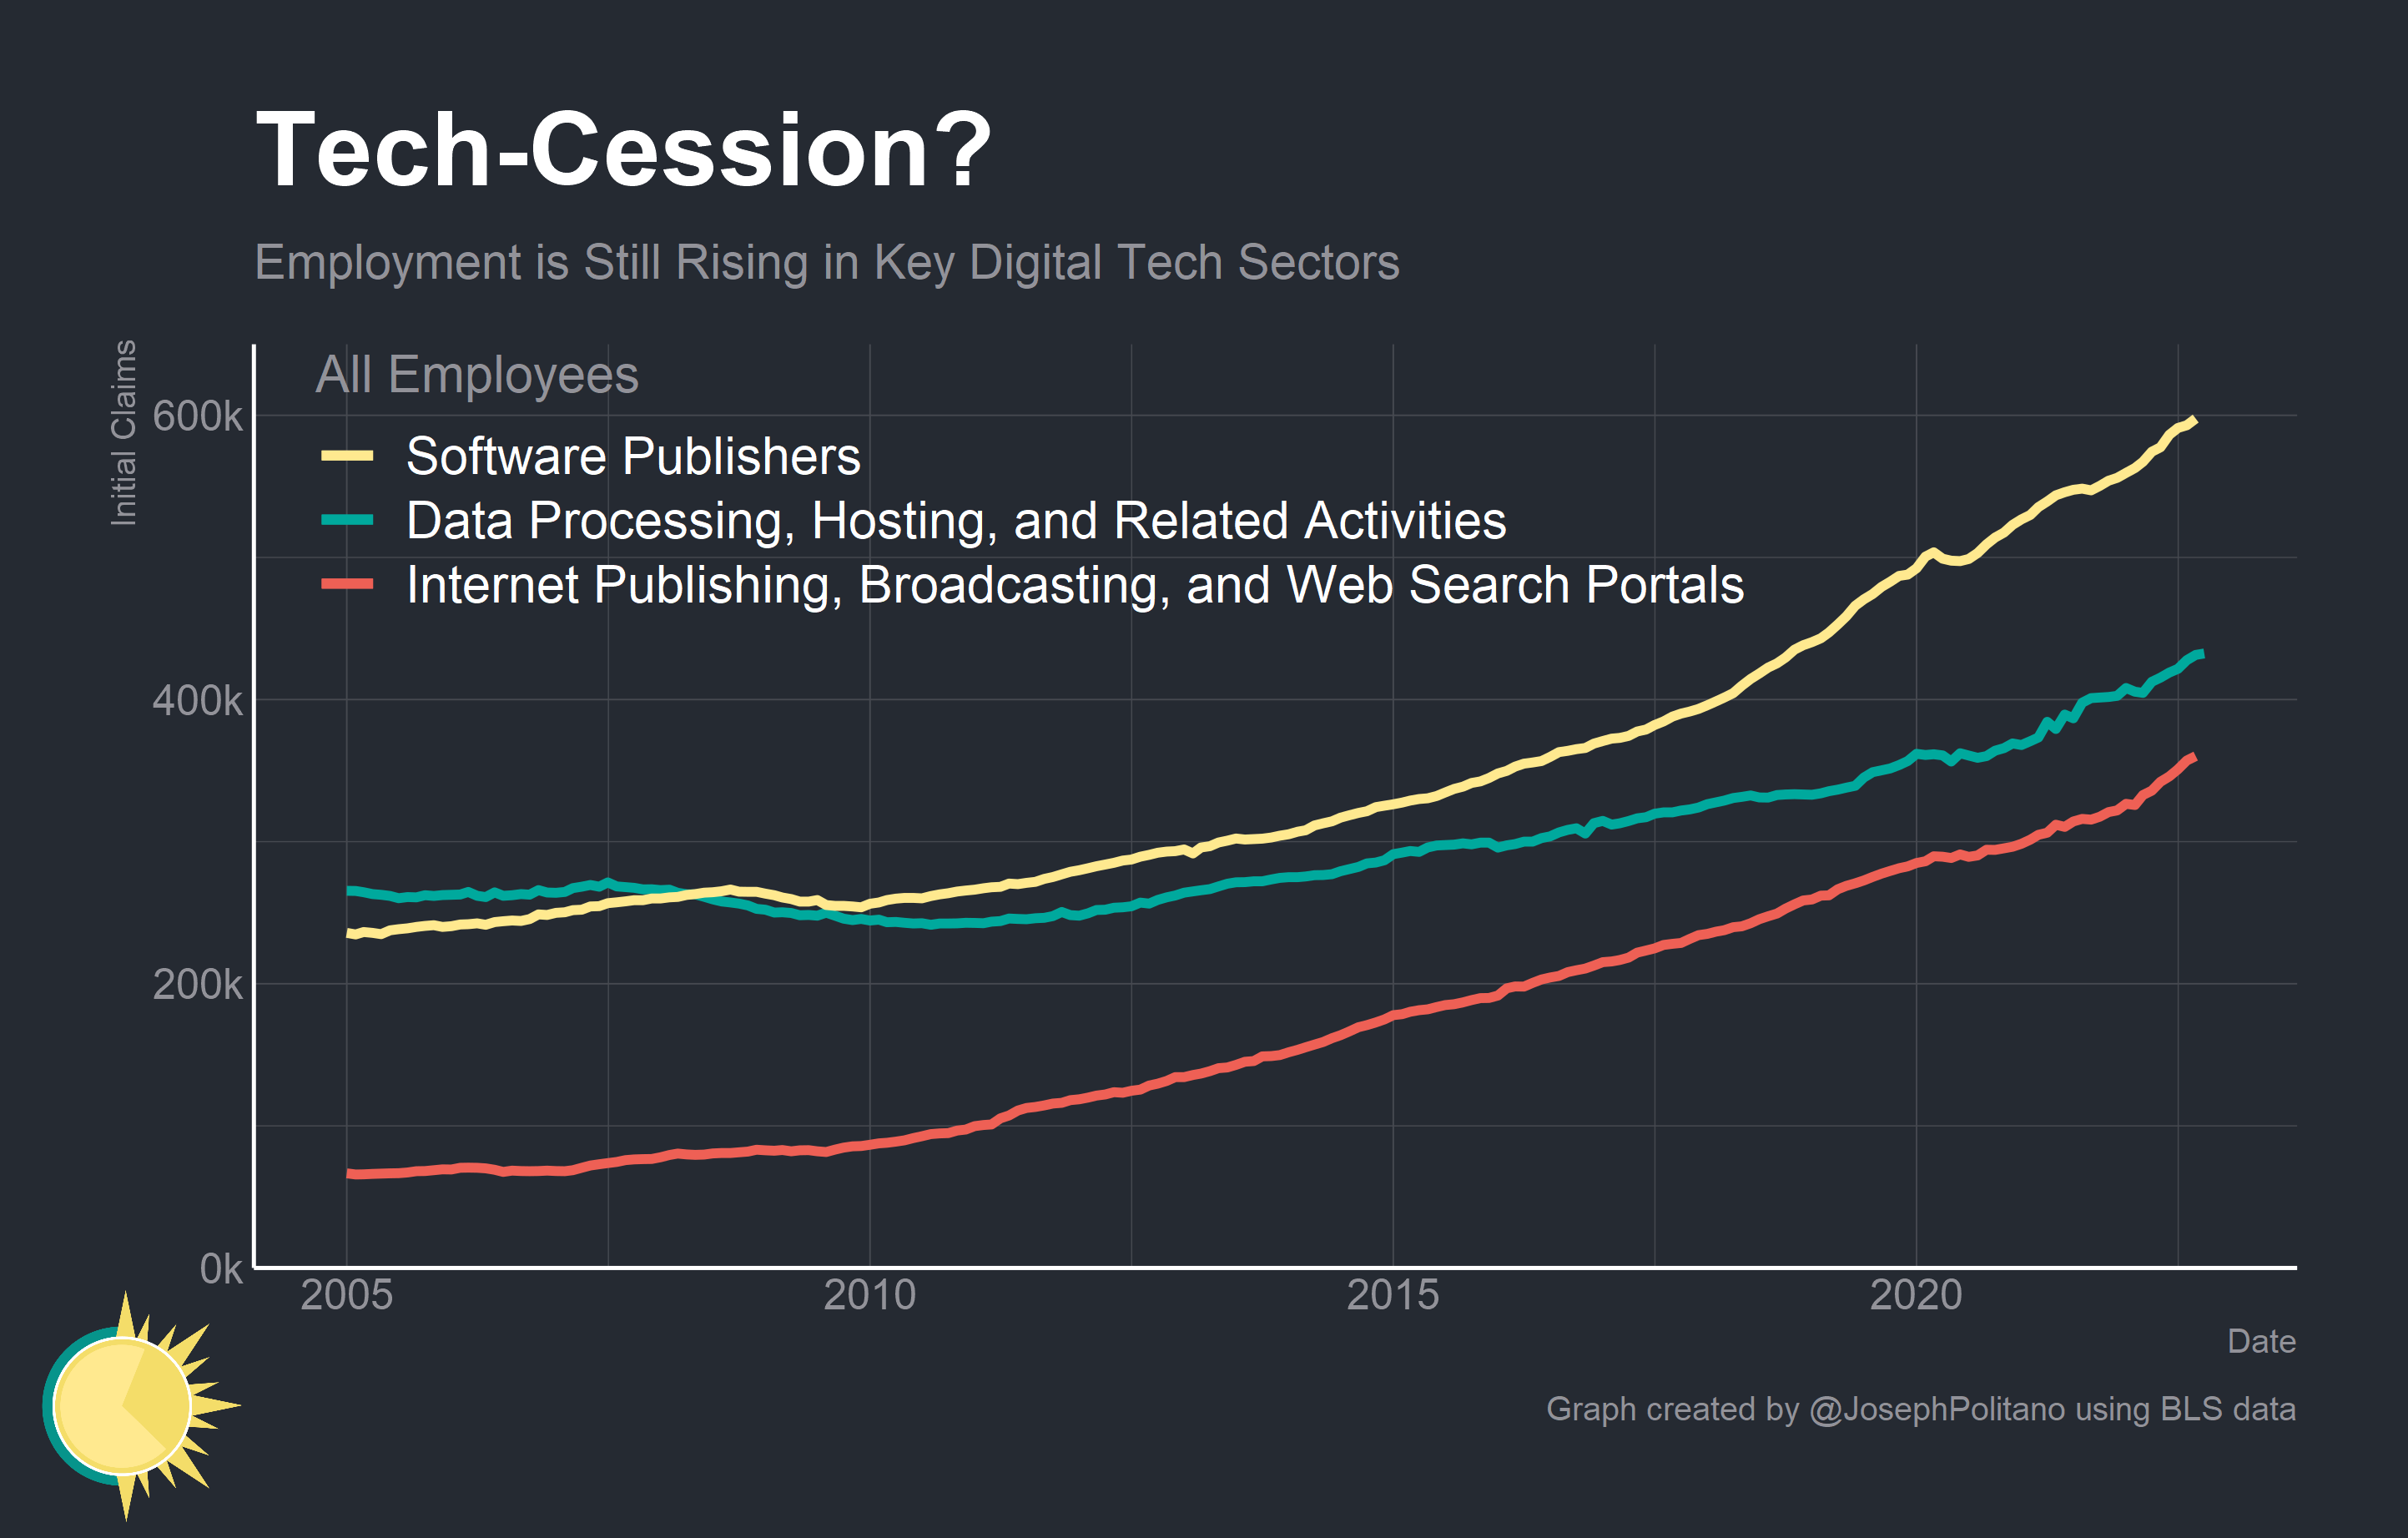 Tech-Cession?
Employment is Still Rising in Key Digital Tech Sectors
Initial Claims
All Employees
Software Publishers
Data Processing, Hosting, and Related Activities
Internet Publishing, Broadcasting, and Web Search Portals
600k
400k
200k
0k
2005
2010
2015
2020
Date
Graph created by @JosephPolitano using BLS data